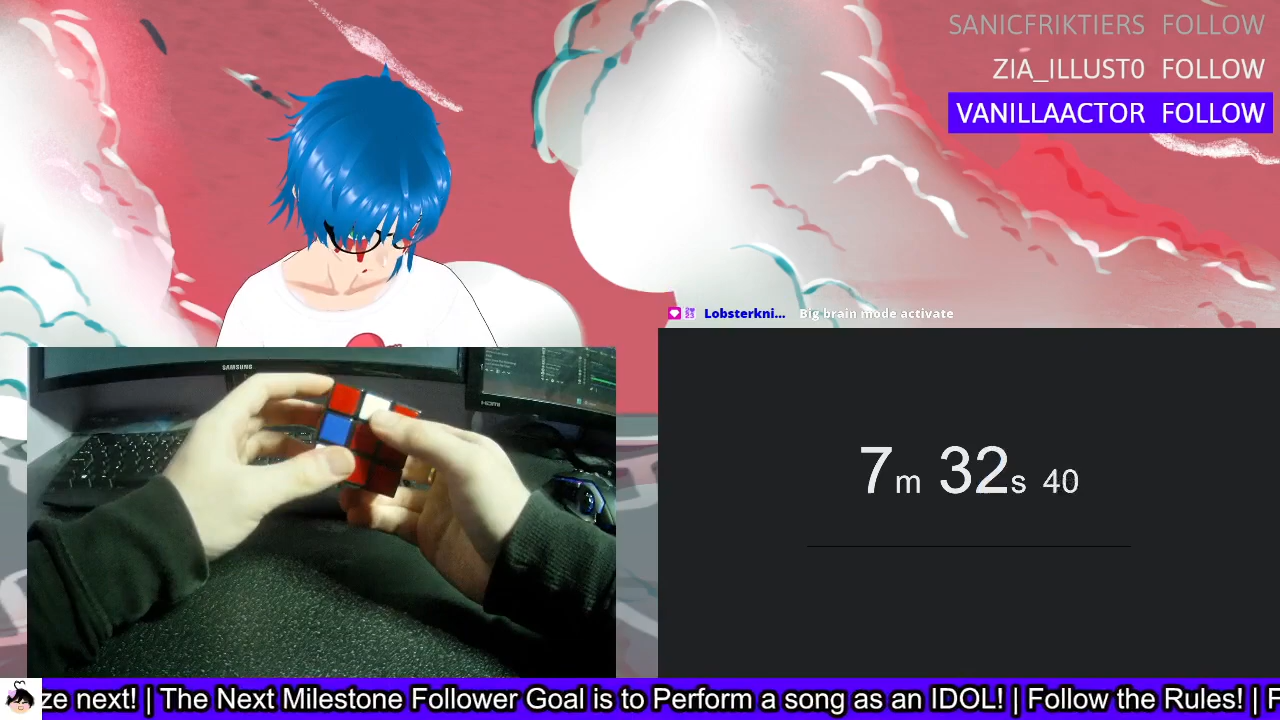 SANICFRIKTIERS FOLLOW
ZIA_ILLUST0 FOLLOW
VANILLAACTOR FOLLOW
Lobsterkni... Big brain mode activate
SAMSUNG
HDMI
7m 32s 40
ze next! | The Next Milestone Follower Goal is to Perform a song as an IDOL! | Follow the Rules! | F